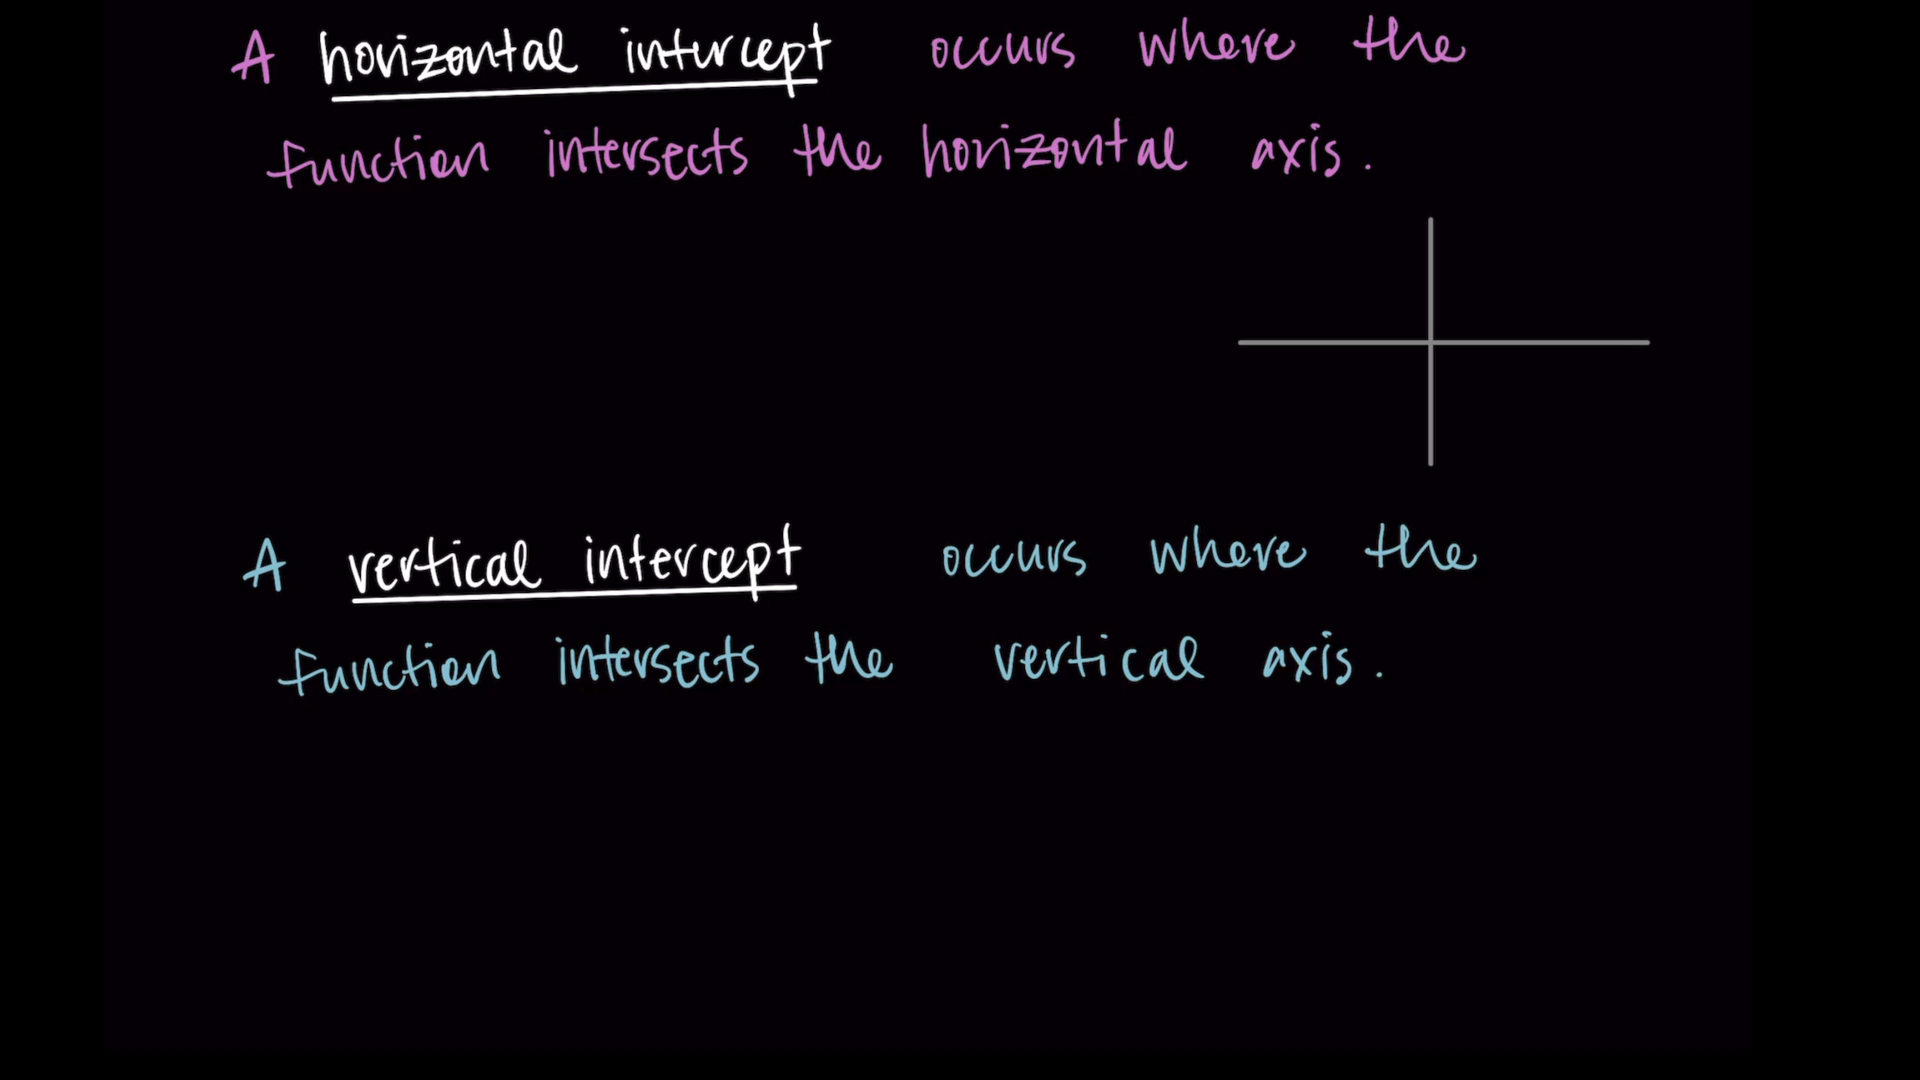 A horizontal intercept occurs where the
function intersects the horizontal axis.
A vertical intercept occurs where the
function intersects the vertical axis.